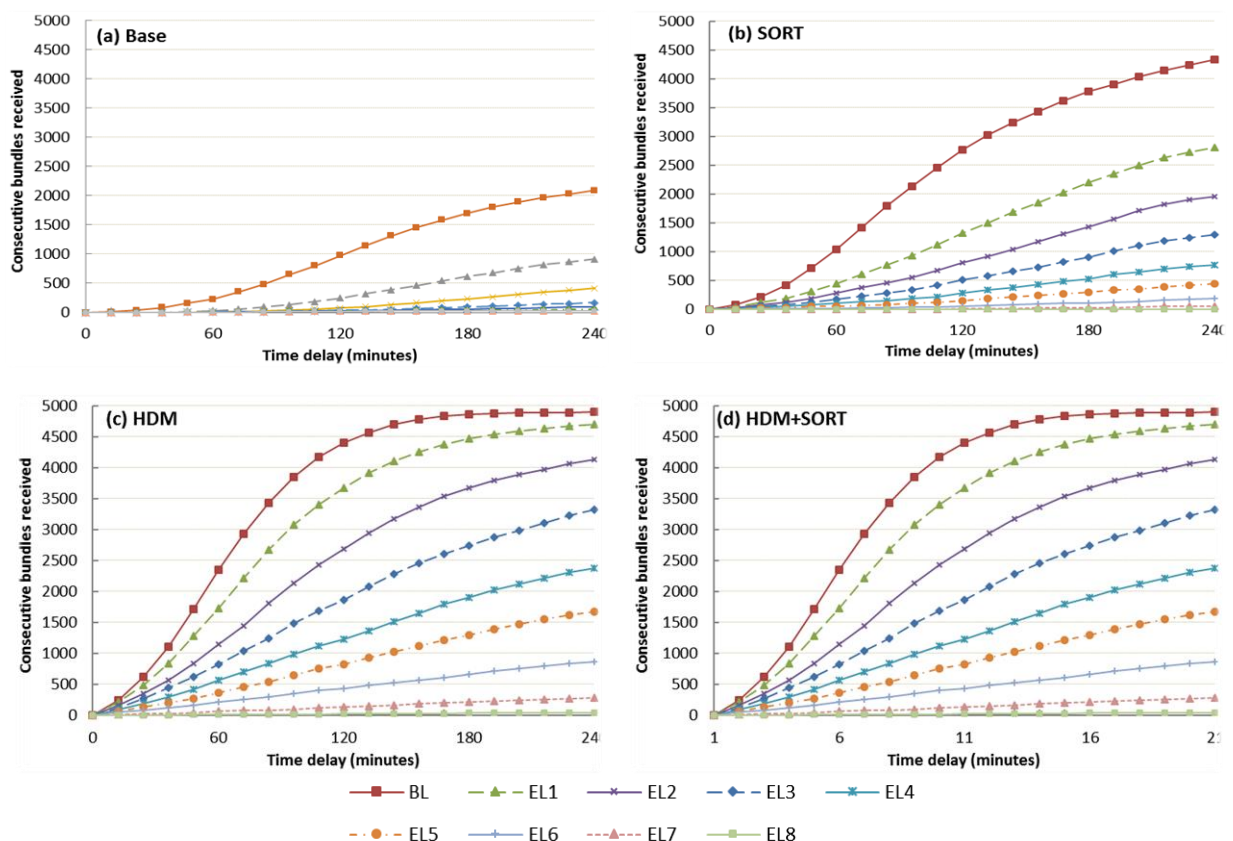 (a) Base
5000
4500
4000
3500
3000
2500
2000
1500
1000
500
0
Consecutive bundles received
0 60 120 180 240
Time delay (minutes)
(b) SORT
5000
4500
4000
3500
3000
2500
2000
1500
1000
500
0
Consecutive bundles received
0 60 120 180 240
Time delay (minutes)
(c) HDM
5000
4500
4000
3500
3000
2500
2000
1500
1000
500
0
Consecutive bundles received
0 60 120 180 240
Time delay (minutes)
(d) HDM+SORT
5000
4500
4000
3500
3000
2500
2000
1500
1000
500
0
Consecutive bundles received
1 6 11 16 21
Time delay (minutes)
BL EL1 EL2 EL3 EL4
EL5 EL6 EL7 EL8